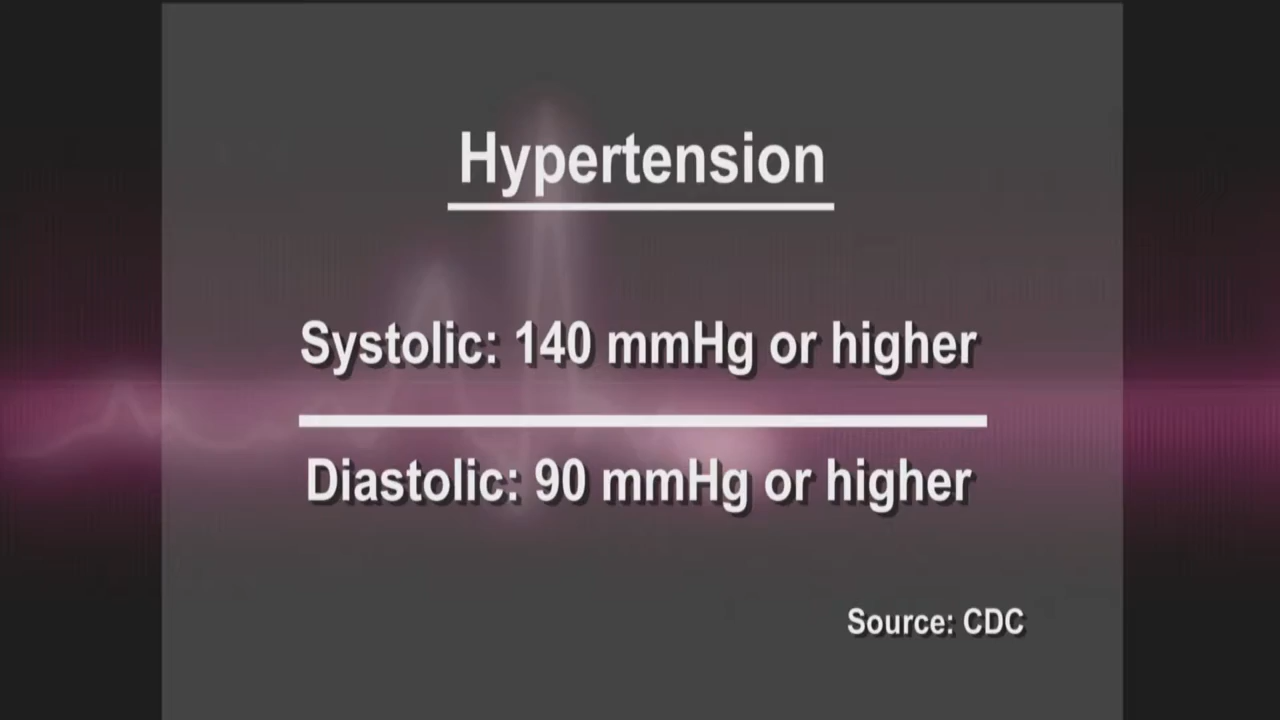 Hypertension
Systolic: 140 mmHg or higher
Diastolic: 90 mmHg or higher
Source: CDC